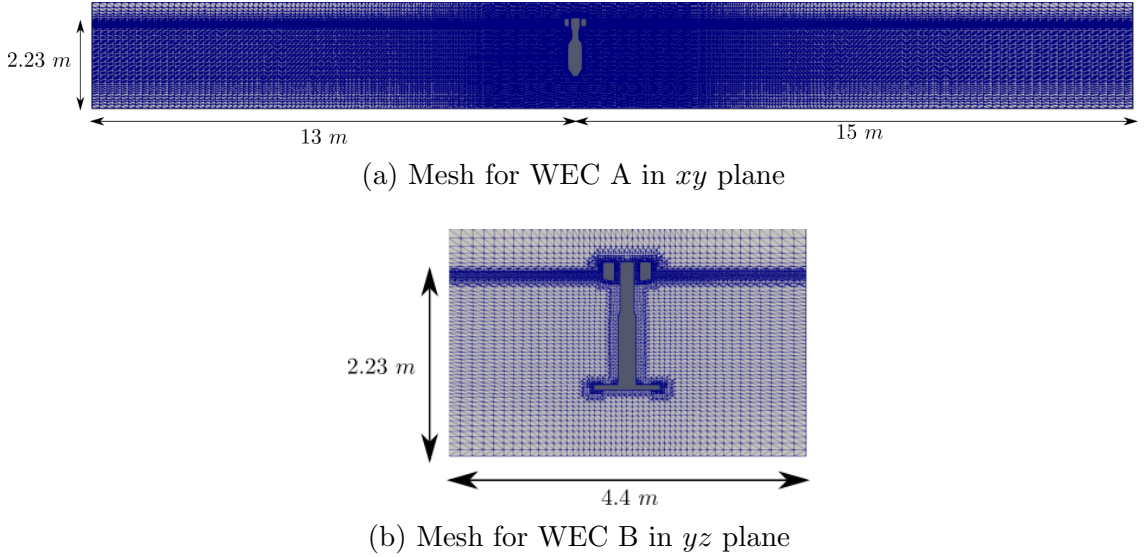 2.23 m
13 m
15 m
(a) Mesh for WEC A in xy plane
2.23 m
4.4 m
(b) Mesh for WEC B in yz plane